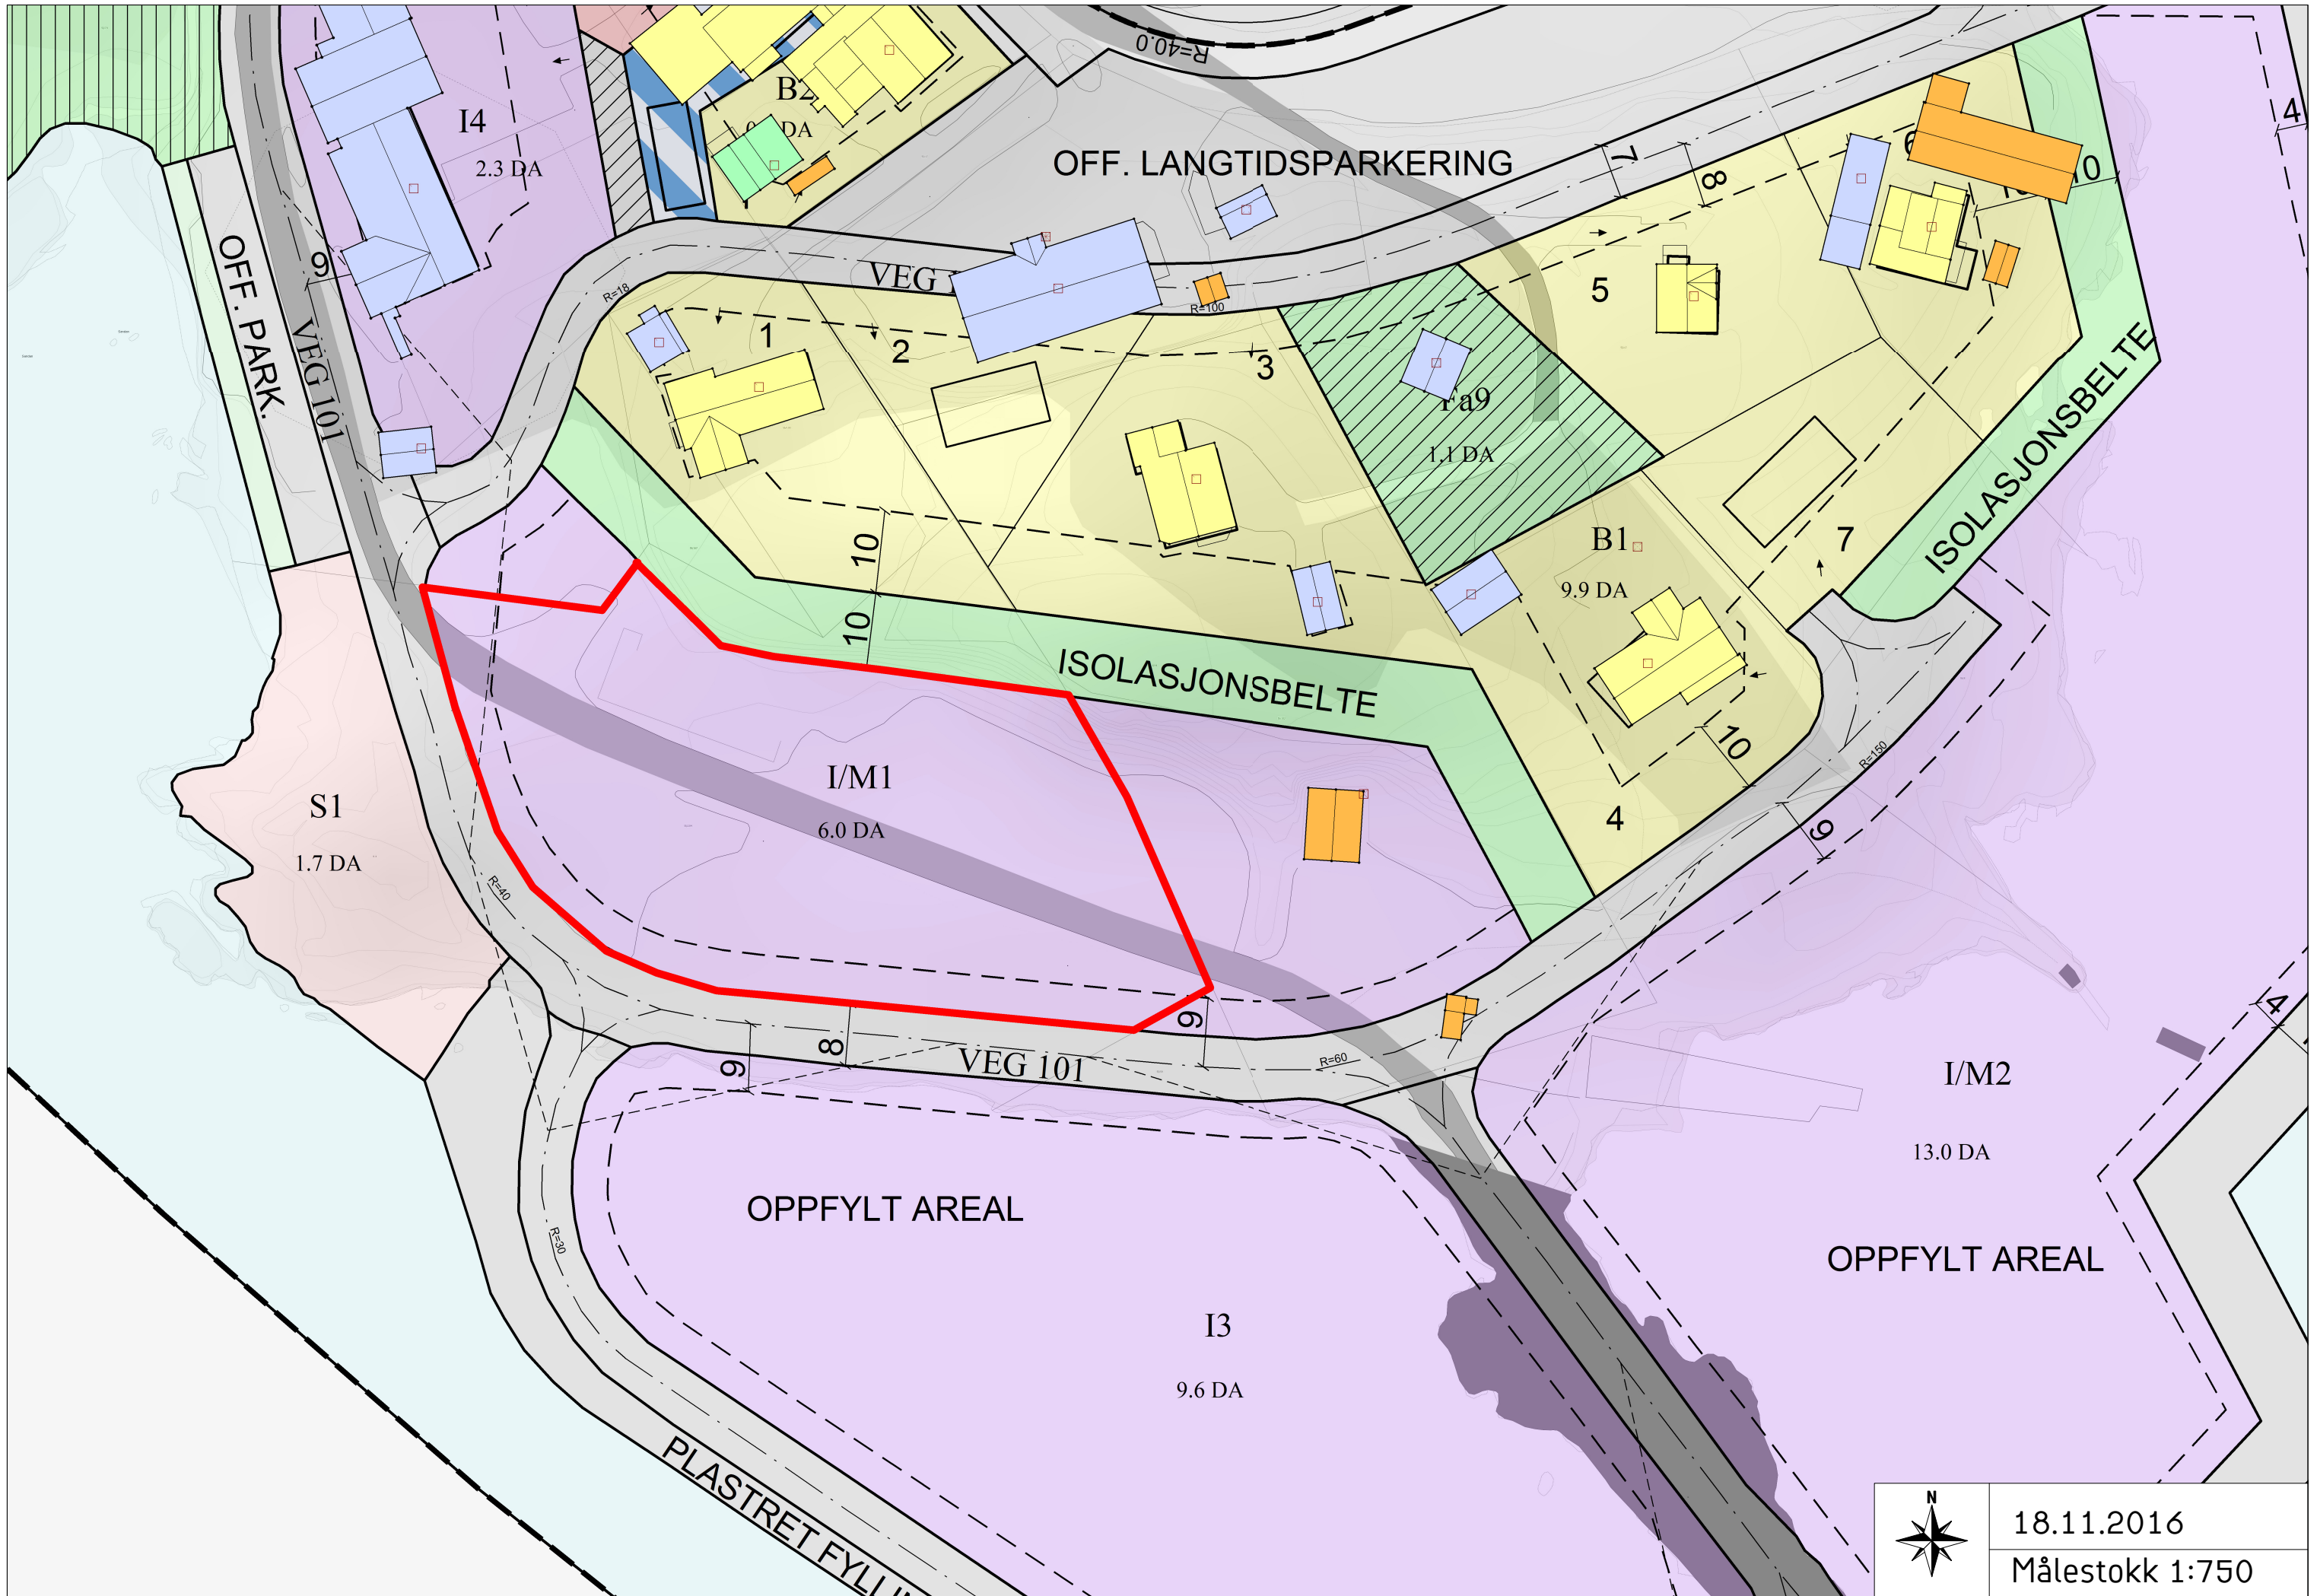 R=40.0
I4
2.3 DA
B2
DA
OFF. LANGTIDSPARKERING
7
8
6
10
4
OFF. PARK.
9
VEG 101
R=18
VEG
R=100
1
2
3
5
Fa9
1.1 DA
ISOLASJONSBELTE
B1
9.9 DA
7
10
10
ISOLASJONSBELTE
10
R=150
I/M1
6.0 DA
S1
1.7 DA
4
9
R=40
9
8
9
VEG 101
R=60
4
I/M2
13.0 DA
OPPFYLT AREAL
OPPFYLT AREAL
R=30
I3
9.6 DA
PLASTRET
N
18.11.2016
Målestokk 1:750